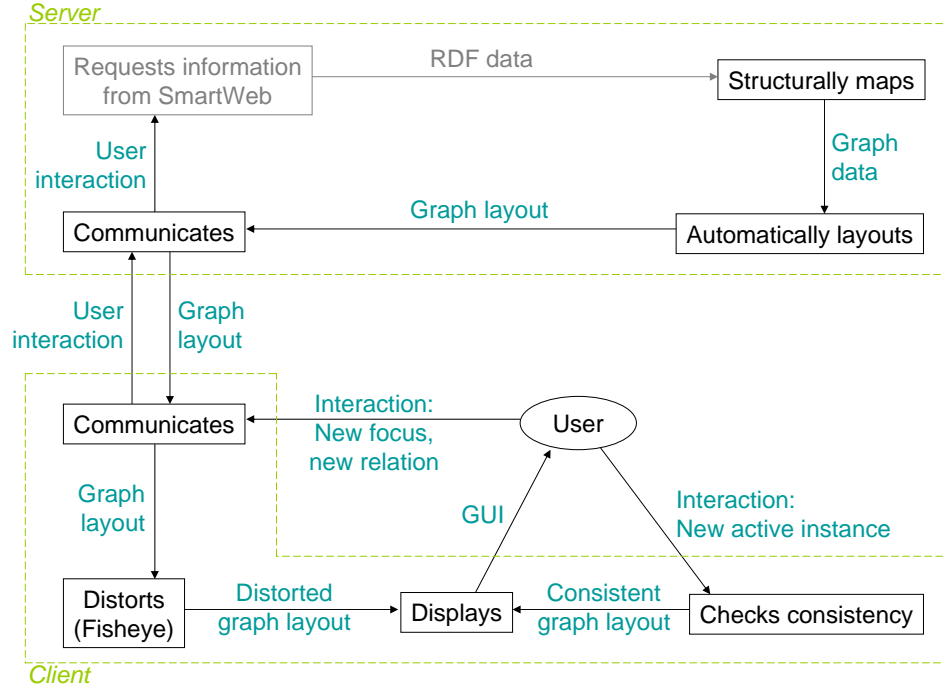 Server
Requests information
from SmartWeb
RDF data
Structurally maps
User
interaction
Graph
data
Communicates
Graph layout
Automatically layouts
User
interaction
Graph
layout
Communicates
Interaction:
New focus,
new relation
User
Graph
layout
GUI
Interaction:
New active instance
Distorts
(Fisheye)
Distorted
graph layout
Displays
Consistent
graph layout
Checks consistency
Client